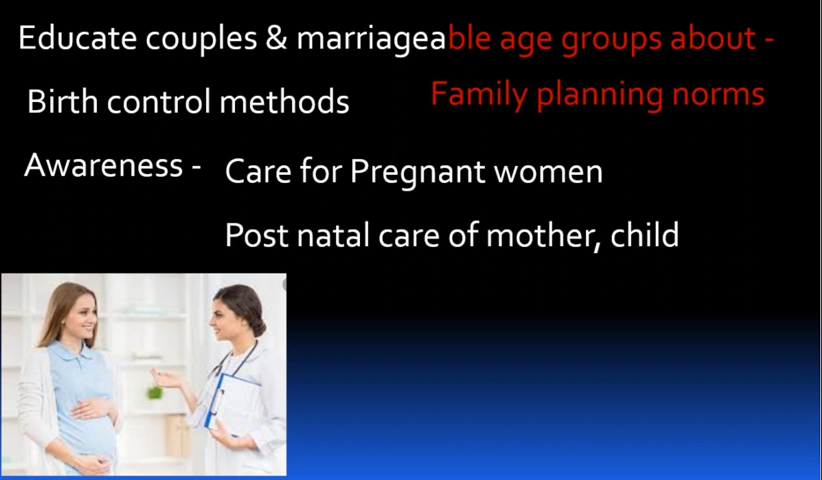 Educate couples & marriageable age groups about -
Birth control methods
Family planning norms
Awareness -
Care for Pregnant women
Post natal care of mother, child